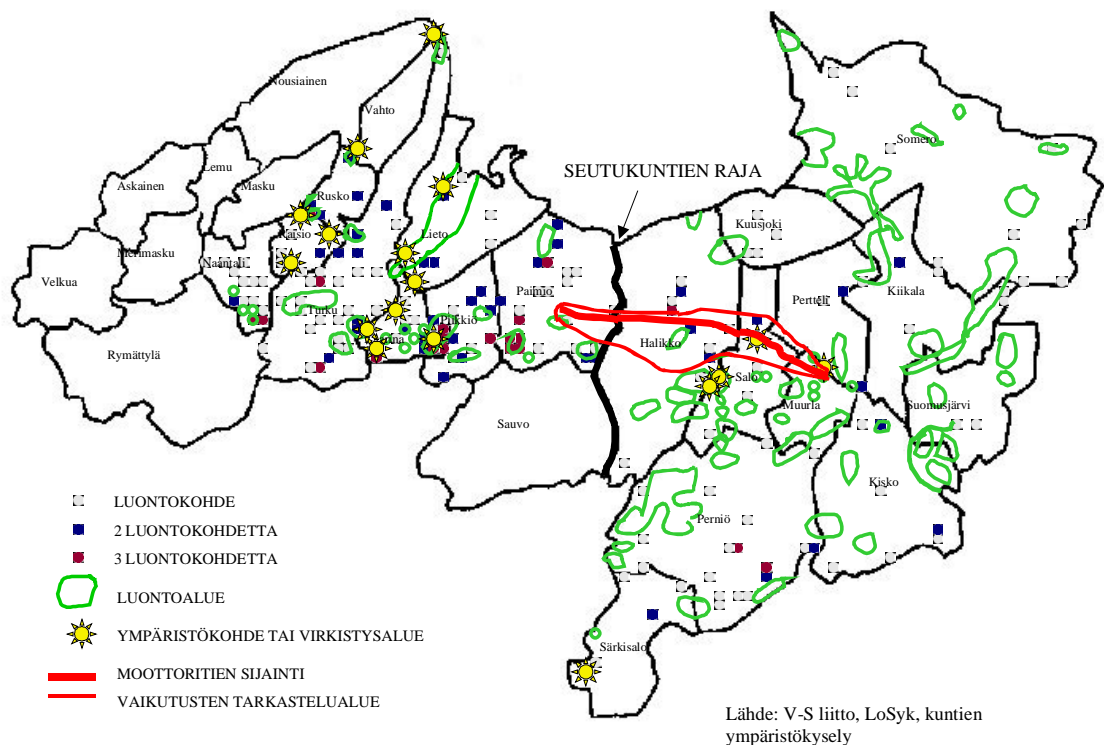 Nousiainen
Vahto
Somero
Lemu
SEUTUKUNTIEN RAJA
Askainen
Masku
Rusko
Kuusjoki
Lieto
Raisio
Merimasku
Naantali
Velkua
Paimio
Pertteli
Kiikala
Turku
Piikkiö
Rymättylä
Halikko
Salo
Muurla
Suomusjärvi
Sauvo
Kisko
Perniö
LUONTOKOHDE
2 LUONTOKOHDETTA
3 LUONTOKOHDETTA
LUONTOALUE
YMPÄRISTÖKOHDE TAI VIRKISTYSALUE
Särkisalo
MOOTTORITIEN SIJAINTI
VAIKUTUSTEN TARKASTELUALUE
Lähde: V-S liitto, LoSyk, kuntien
ympäristökysely